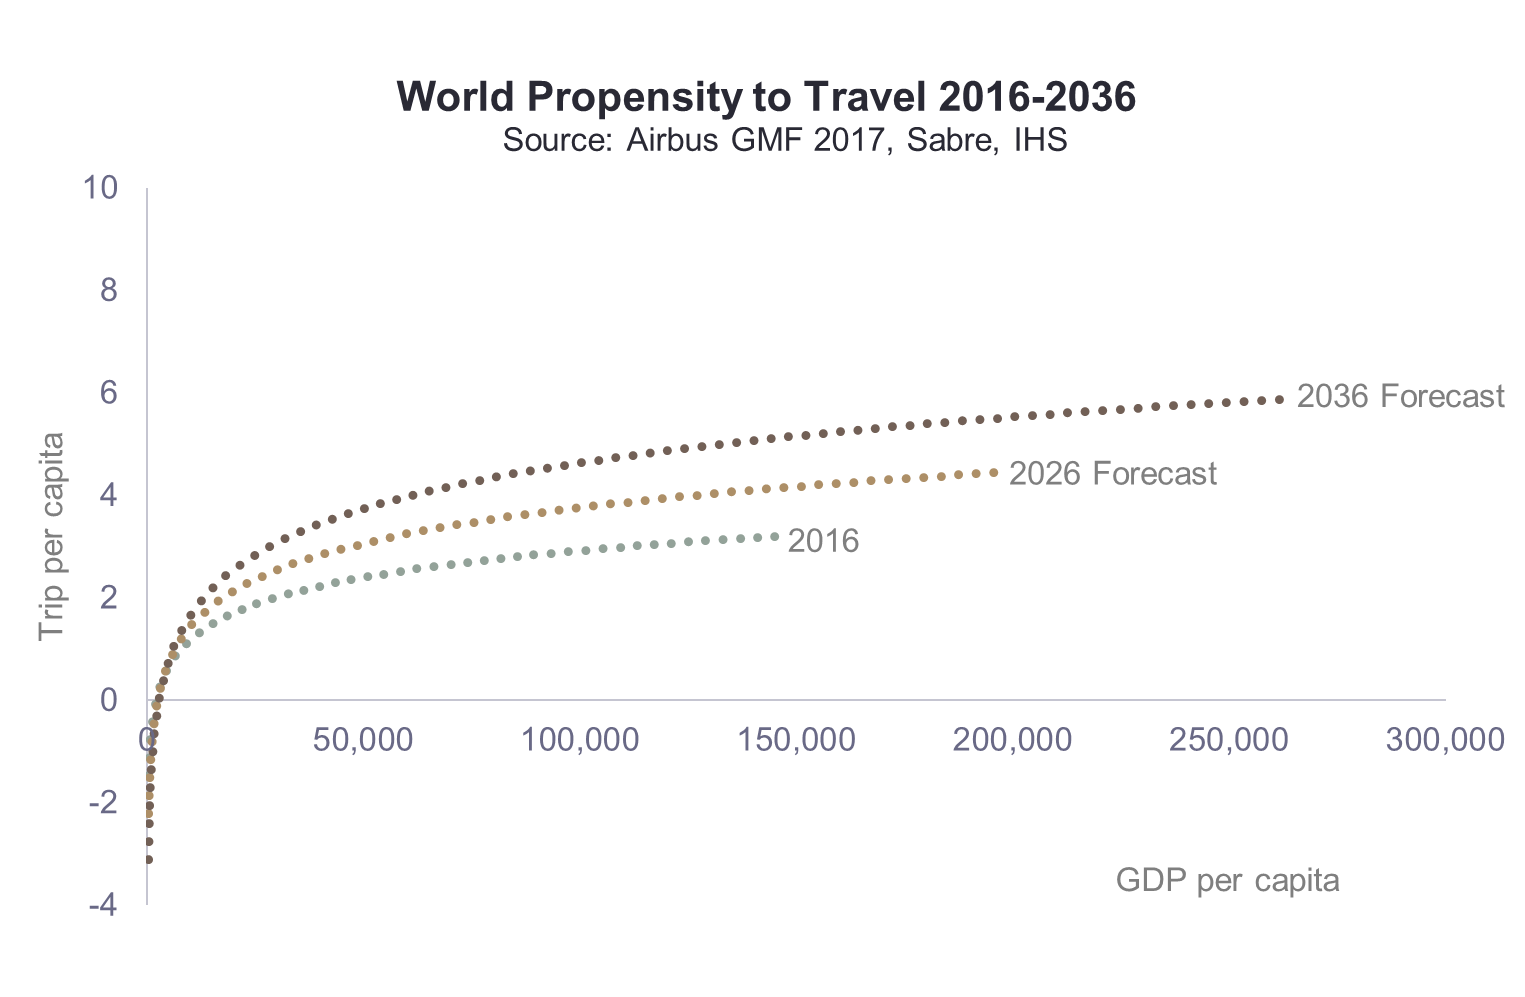 World Propensity to Travel 2016-2036
Source: Airbus GMF 2017, Sabre, IHS
10
8
6
4
2
0
-2
-4
Trip per capita
2036 Forecast
2026 Forecast
2016
0
50,000
100,000
150,000
200,000
250,000
300,000
GDP per capita